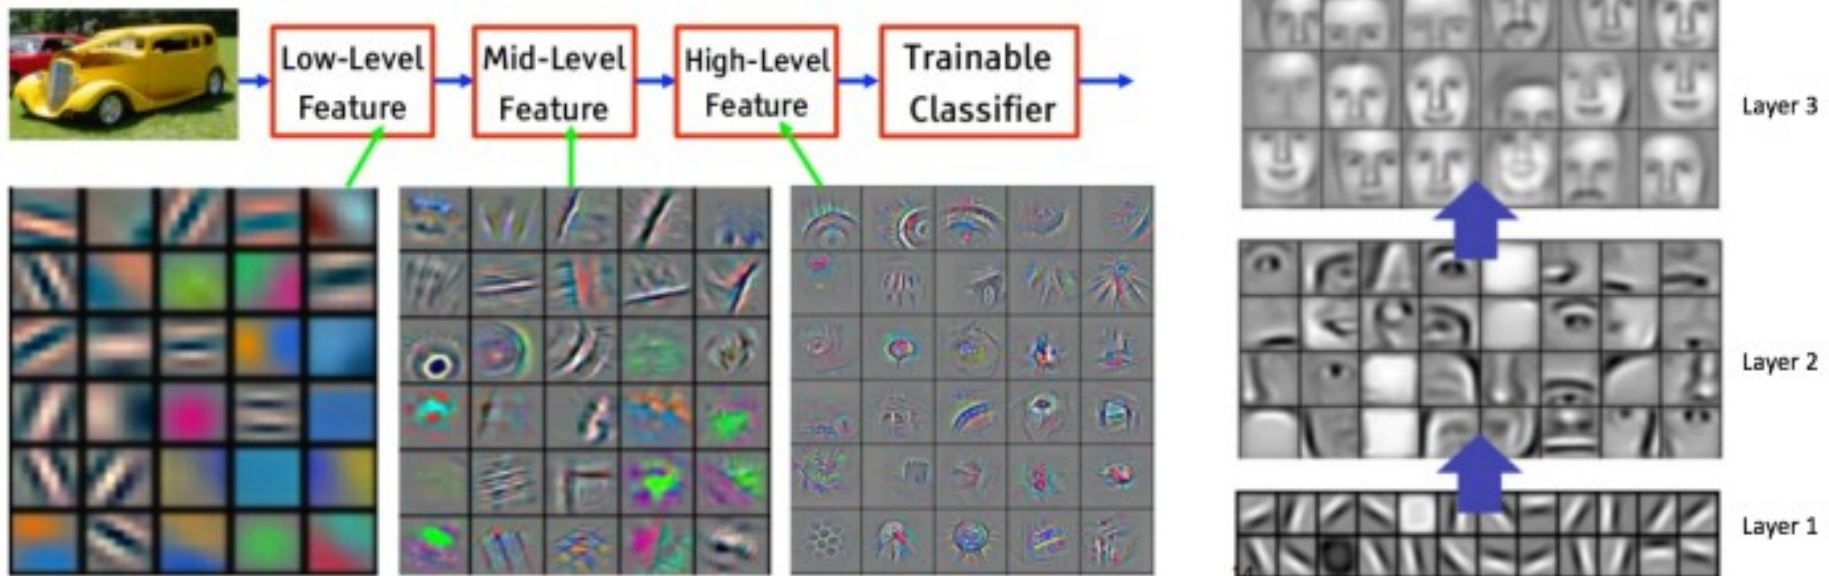 Low-Level
Feature
Mid-Level
Feature
High-Level
Feature
Trainable
Classifier
Layer 3
Layer 2
Layer 1